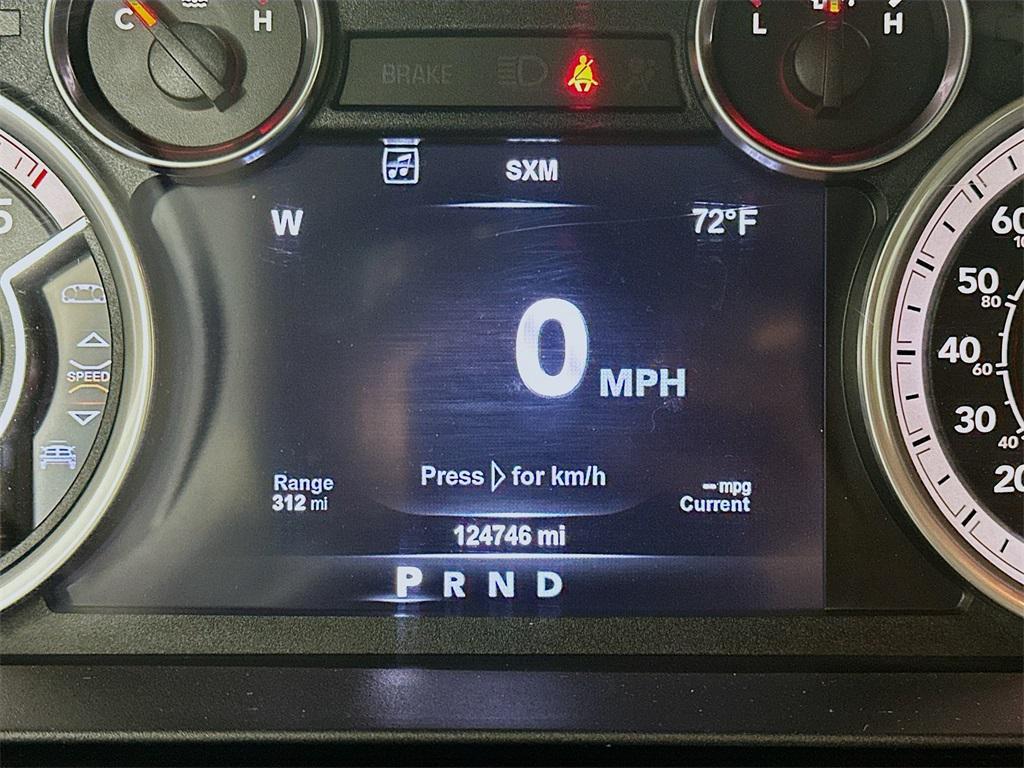 C H
BRAKE
L H
SXM
W
72°F
5
0 MPH
SPEED
Press for km/h
Range
312 mi
-- mpg
Current
124746 mi
P R N D
60
50
80
40
60
30
40
20